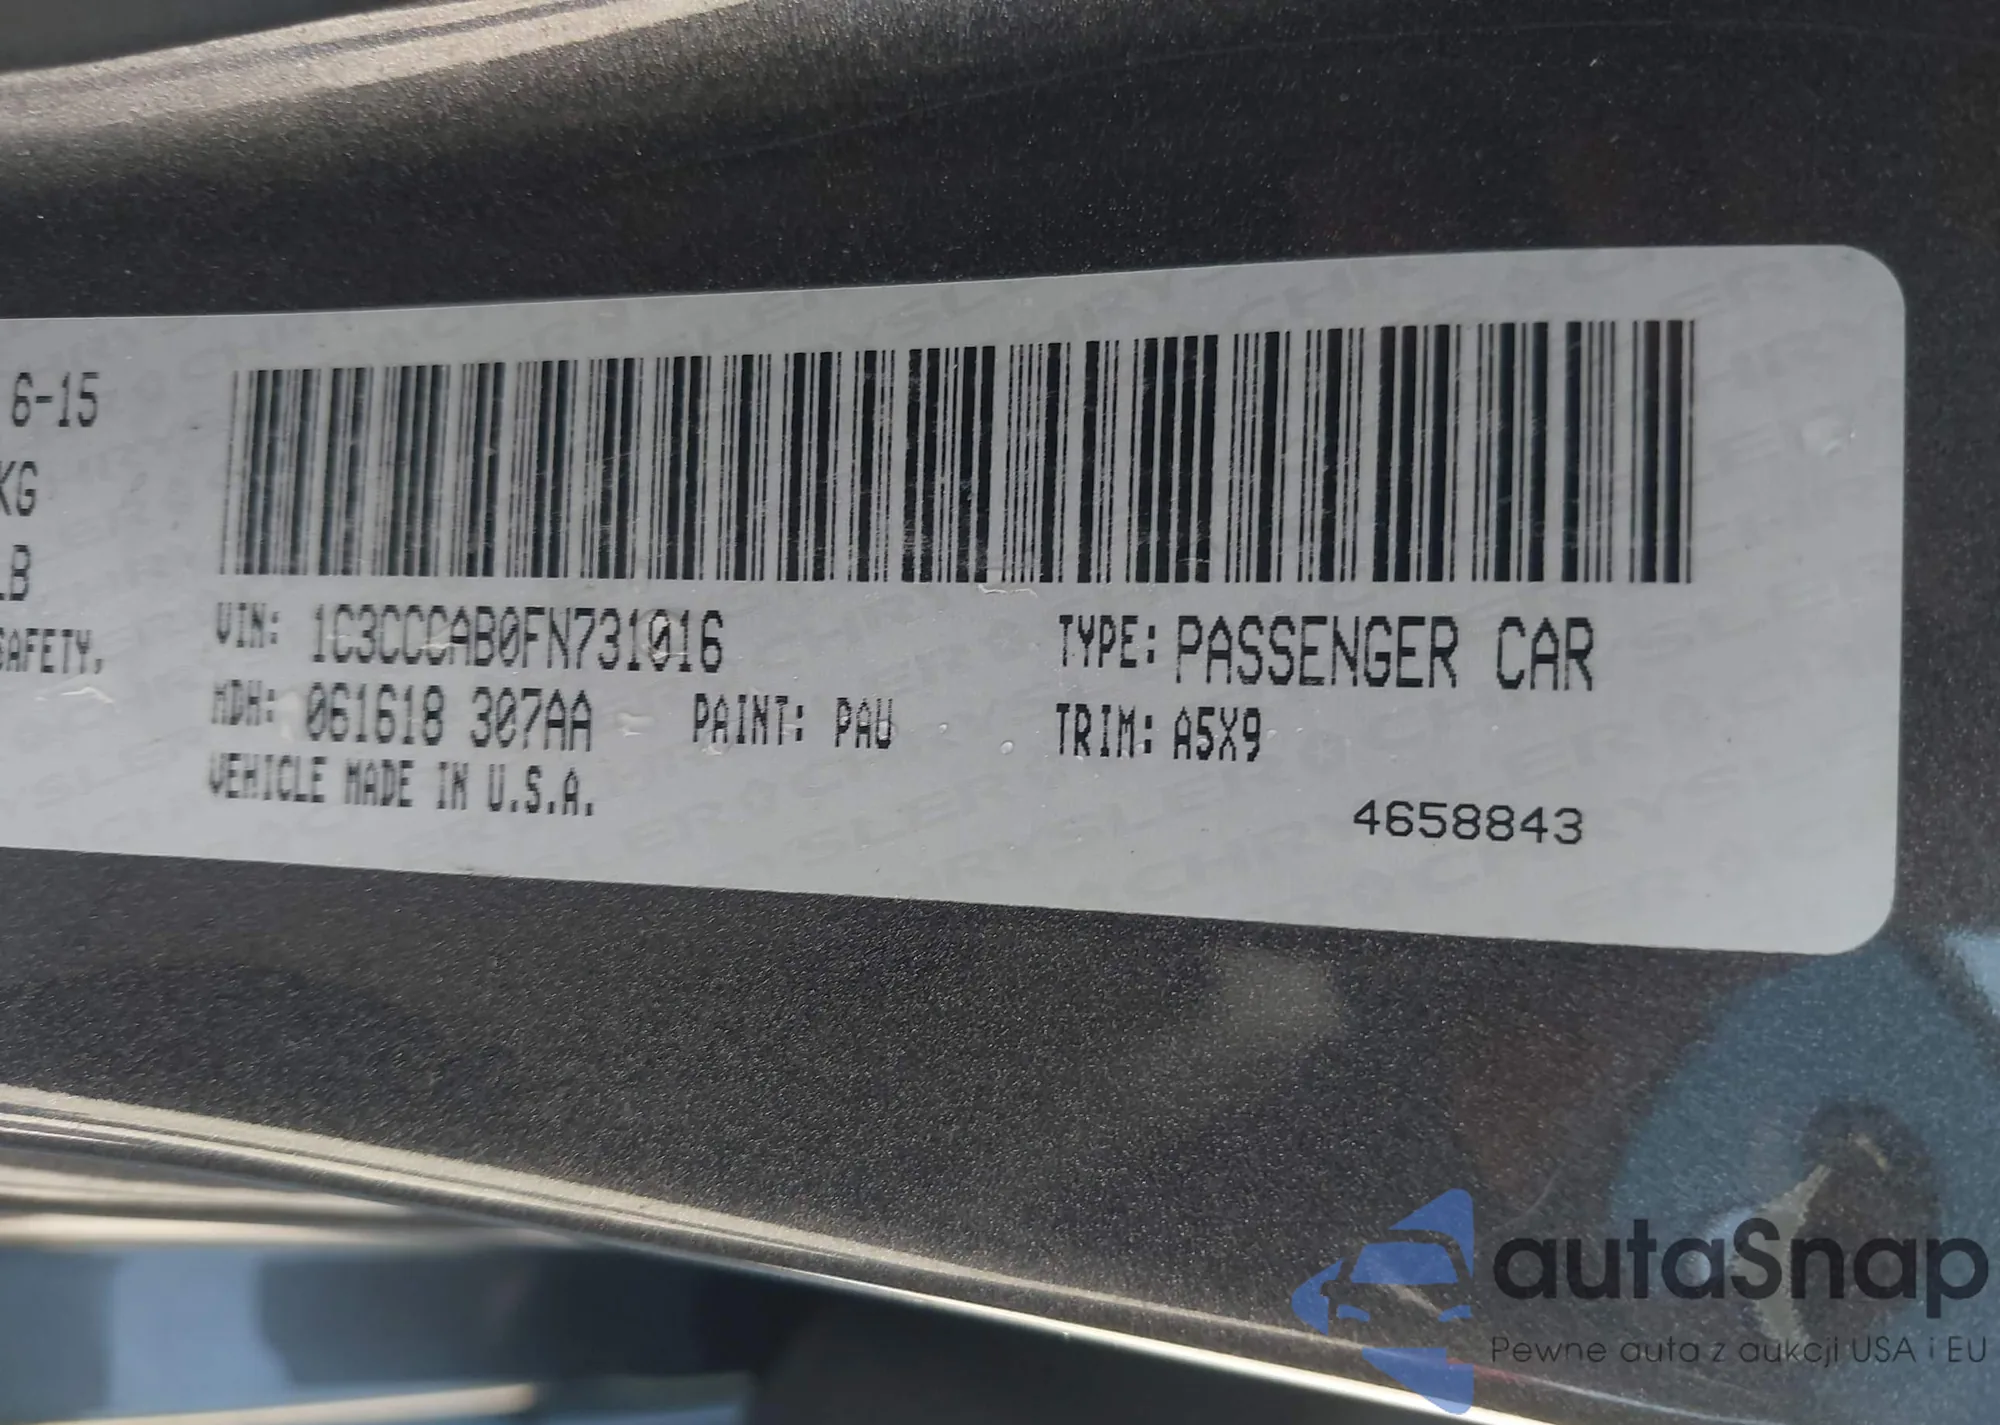 6-15
KG
LB
SAFETY,
VIN: 1C3CCCAB0FN731016
TYPE: PASSENGER CAR
MDH: 061618 307AA
PAINT: PAU
TRIM: A5X9
VEHICLE MADE IN U.S.A.
4658843
autaSnap
Pewne auta z aukcji USA i EU